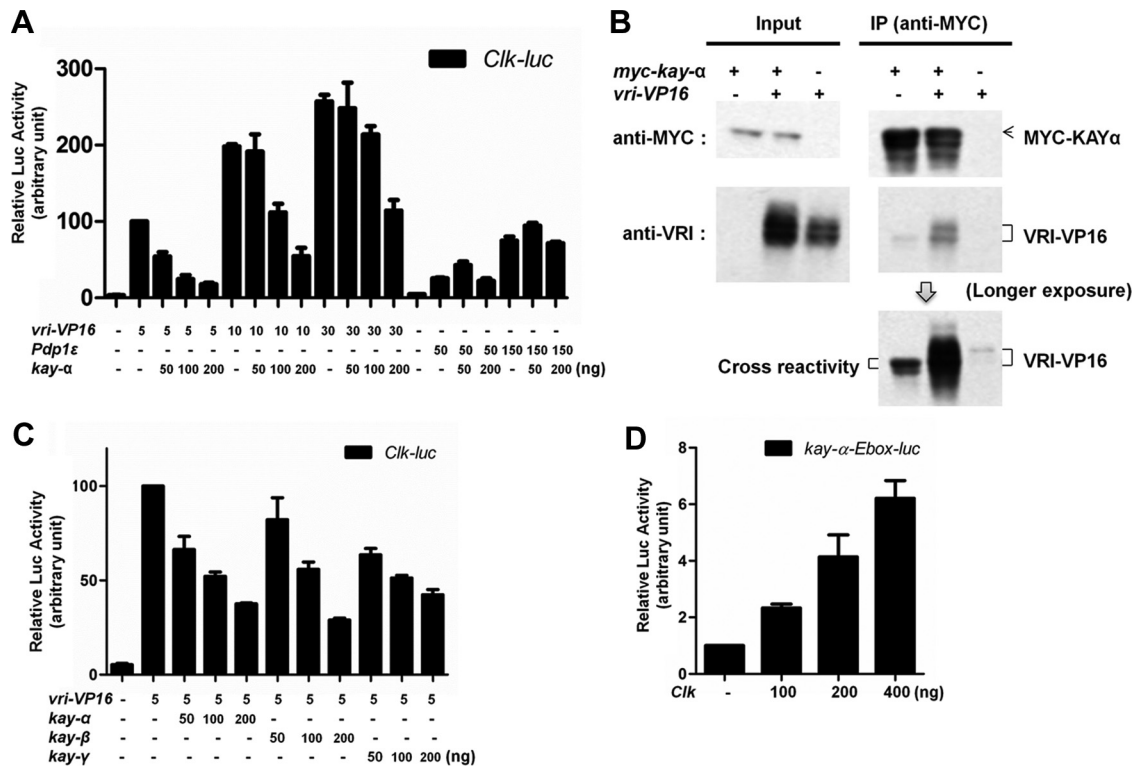 A
Clk-luc
Relative Luc Activity
(arbitrary unit)
300
200
100
0
vri-VP16 - 5 5 5 5 10 10 10 10 30 30 30 30 - - - - - - -
Pdp1ε - - - - - - - - - - - - - - 50 50 50 150 150 150
kay-α - - 50 100 200 - 50 100 200 - 50 100 200 - - 50 200 - 50 200 (ng)
B
Input IP (anti-MYC)
myc-kay-α + + - + + -
vri-VP16 - + + - + +
anti-MYC : MYC-KAYα
anti-VRI : VRI-VP16
(Longer exposure)
Cross reactivity VRI-VP16
C
Clk-luc
Relative Luc Activity
(arbitrary unit)
100
50
0
vri-VP16 - 5 5 5 5 5 5 5 5 5 5
kay-α - - 50 100 200 - - - - - -
kay-β - - - - - 50 100 200 - - -
kay-γ - - - - - - - - 50 100 200 (ng)
D
kay-α-Ebox-luc
Relative Luc Activity
(arbitrary unit)
8
6
4
2
0
Clk - 100 200 400 (ng)